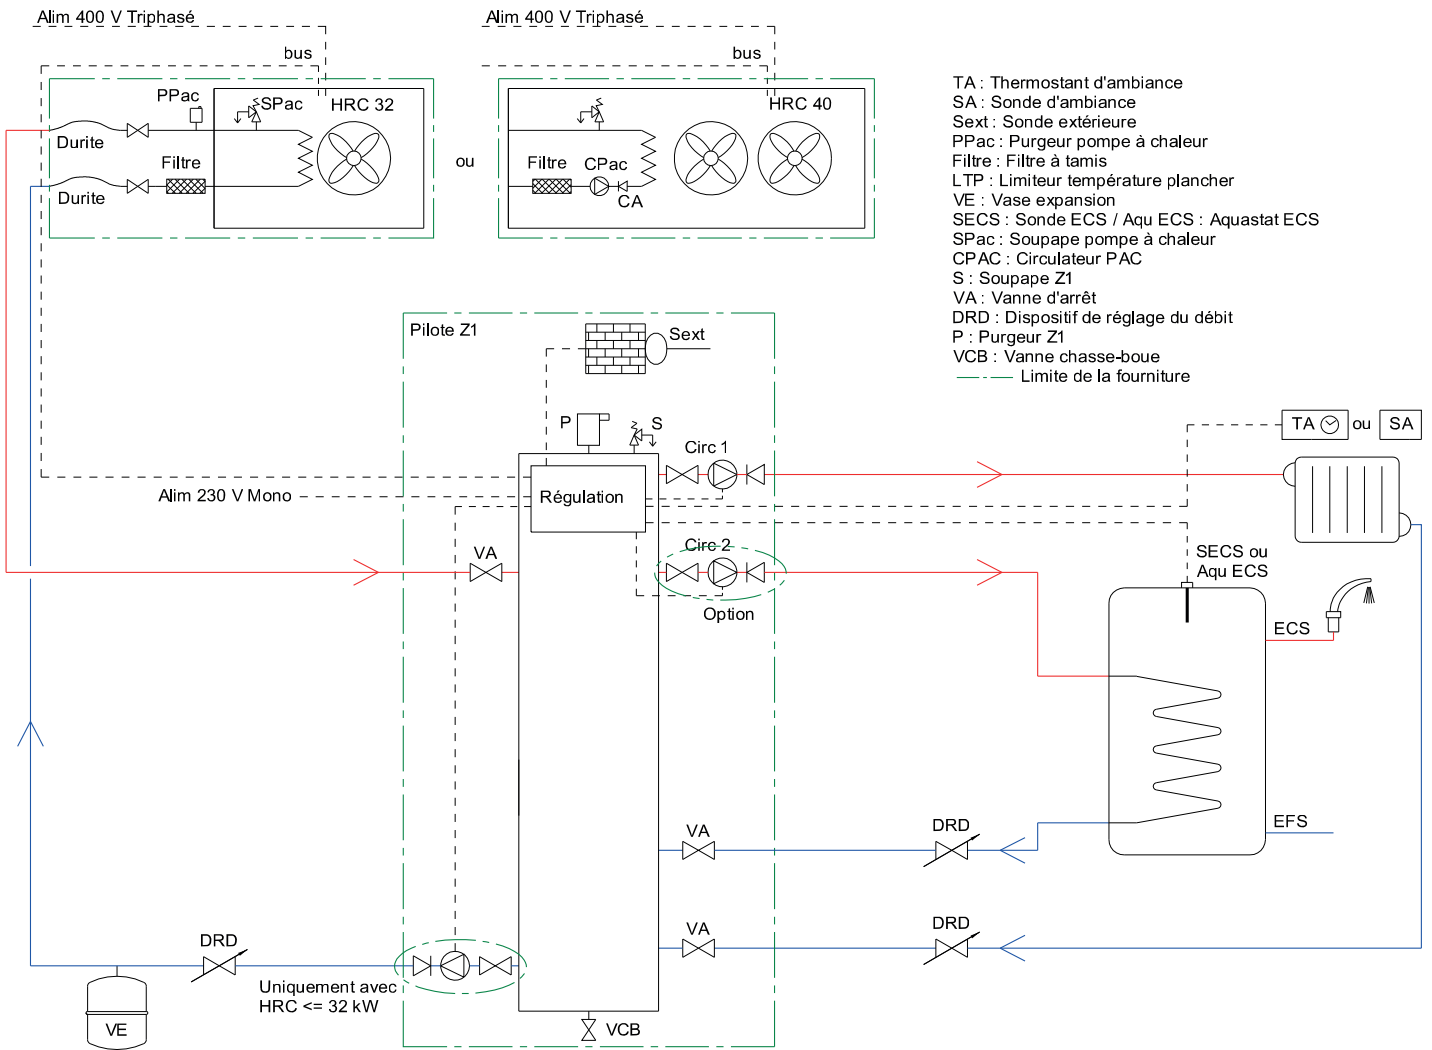 Alim 400 V Triphasé
Alim 400 V Triphasé
bus
bus
PPac
SPac
HRC 32
HRC 40
Durite
Filtre
Durite
ou
Filtre
CPac
CA
TA : Thermostant d'ambiance
SA : Sonde d'ambiance
Sext : Sonde extérieure
PPac : Purgeur pompe à chaleur
Filtre : Filtre à tamis
LTP : Limiteur température plancher
VE : Vase expansion
SECS : Sonde ECS / Aqu ECS : Aquastat ECS
SPac : Soupape pompe à chaleur
CPAC : Circulateur PAC
S : Soupape Z1
VA : Vanne d'arrêt
DRD : Dispositif de réglage du débit
P : Purgeur Z1
VCB : Vanne chasse-boue
Limite de la fourniture
Pilote Z1
Sext
P
S
Circ 1
TA ou SA
Alim 230 V Mono
Régulation
VA
Circ 2
Option
SECS ou
Aqu ECS
ECS
EFS
VA
DRD
VA
DRD
DRD
Uniquement avec
HRC <= 32 kW
VE
VCB